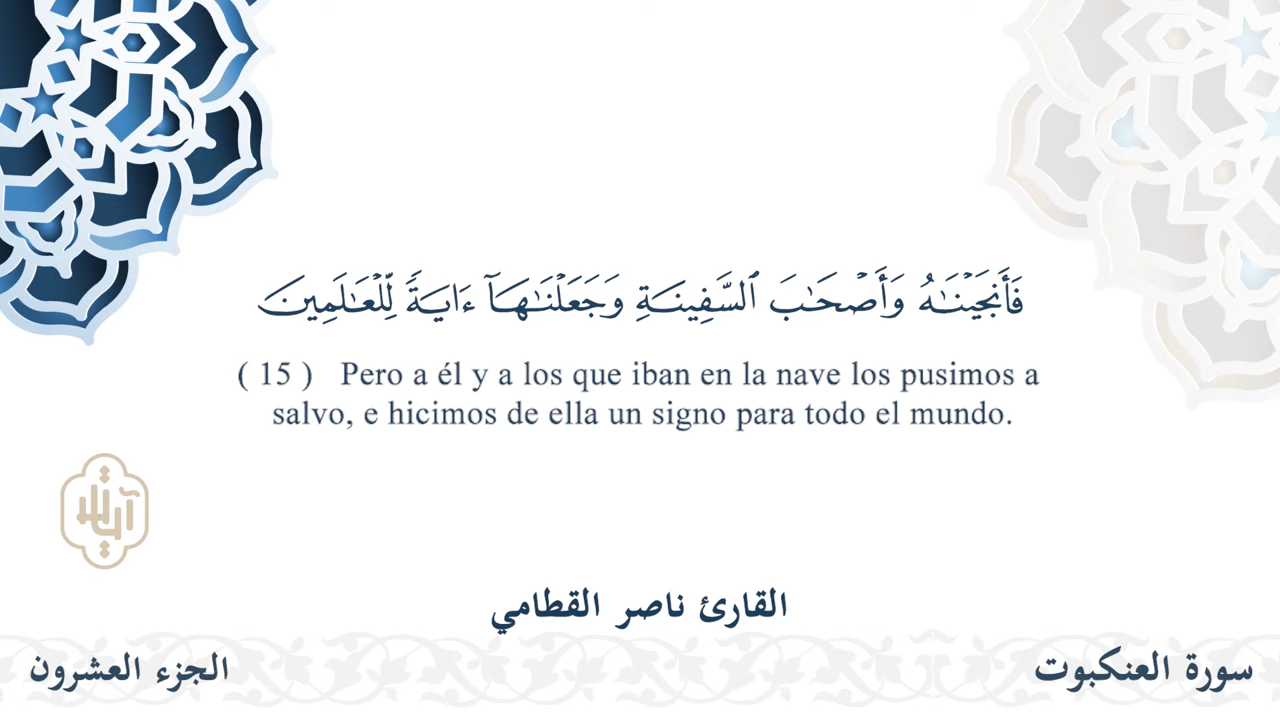 فَأَنجَيْنَـٰهُ وَأَصْحَـٰبَ ٱلسَّفِينَةِ وَجَعَلْنَـٰهَآ ءَايَةً لِّلْعَـٰلَمِينَ
( 15 ) Pero a él y a los que iban en la nave los pusimos a
salvo, e hicimos de ella un signo para todo el mundo.
القارئ ناصر القطامي
سورة العنكبوت
الجزء العشرون